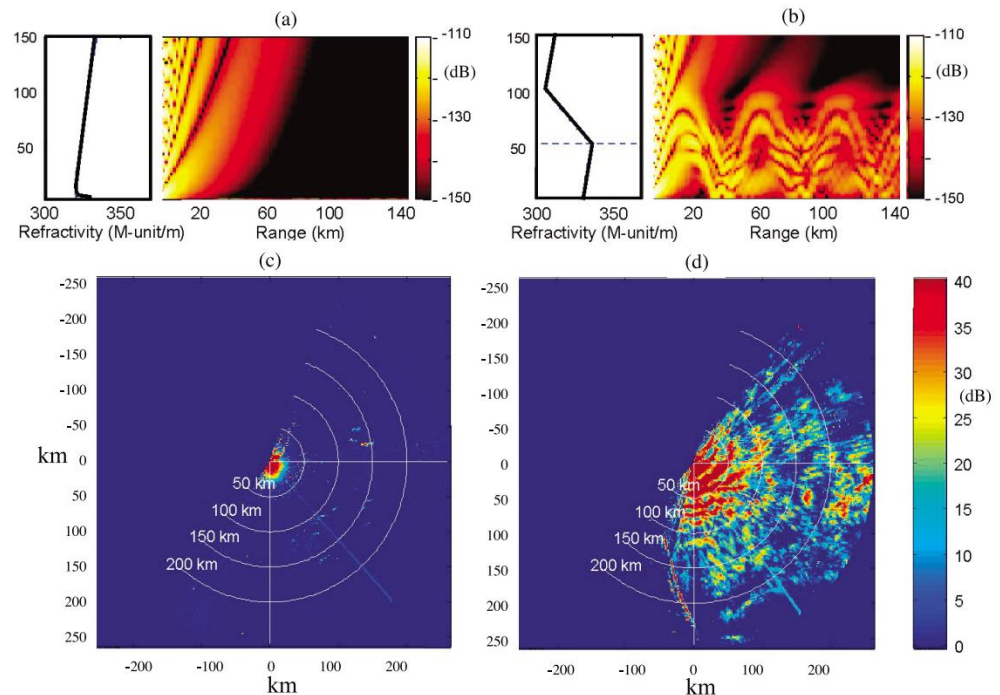 (a)
(b)
150
100
50
300 350
Refractivity (M-unit/m)
20 60 100 140
Range (km)
-110
(dB)
-130
-150
150
100
50
300 350
Refractivity (M-unit/m)
20 60 100 140
Range (km)
-110
(dB)
-130
-150
(c)
-250
-200
-150
-100
-50
km
0
50
100
150
200
250
50 km
100 km
150 km
200 km
-200 -100 0 100 200
km
(d)
-250
-200
-150
-100
-50
0
50
100
150
200
250
50 km
100 km
150 km
200 km
-200 -100 0 100 200
km
40
35
30
(dB)
25
20
15
10
5
0